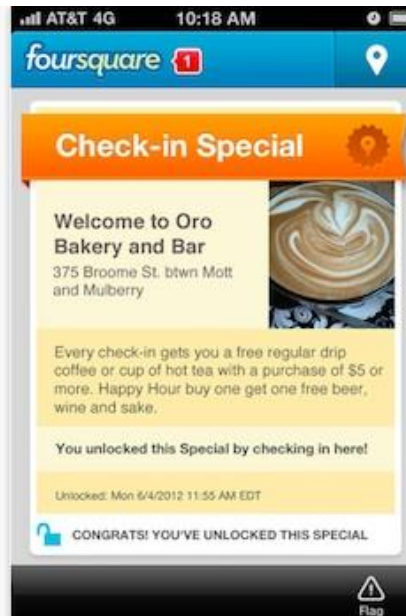 AT&T 4G 10:18 AM
foursquare 1
Check-in Special
Welcome to Oro
Bakery and Bar
375 Broome St. btwn Mott
and Mulberry
Every check-in gets you a free regular drip
coffee or cup of hot tea with a purchase of $5 or
more. Happy Hour buy one get one free beer,
wine and sake.
You unlocked this Special by checking in here!
Unlocked: Mon 6/4/2012 11:55 AM EDT
CONGRATS! YOU'VE UNLOCKED THIS SPECIAL
Flag